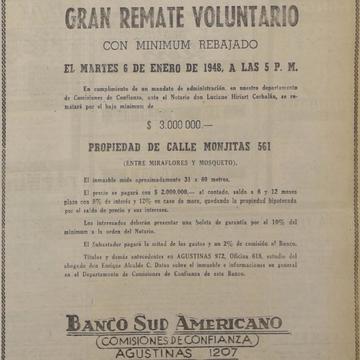 GRAN REMATE VOLUNTARIO
CON MINIMUM REBAJADO
EL MARTES 6 DE ENERO DE 1948, A LAS 5 P. M.
En cumplimiento de un mandato de administración, en nuestro departamento
de Comisiones de Confianza, ante el Notario don Luciano Hiriart Corbalán, se re-
matará por el bajo mínimum de
$ 3.000.000.—
PROPIEDAD DE CALLE MONJITAS 561
(ENTRE MIRAFLORES Y MOSQUETO).
El inmueble mide aproximadamente 31 x 60 metros.
El precio se pagará con $ 2.000.000.— al contado, saldo a 6 y 12 meses
plazo con 8% de interés y 12% en caso de mora, quedando la propiedad hipotecada
por el saldo de precio y sus intereses.
Los interesados deberán presentar una boleta de garantía por el 10% del
mínimum a la orden del Notario.
El Subastador pagará la mitad de los gastos y un 2% de comisión al Banco.
Títulos y demás antecedentes en AGUSTINAS 972, Oficina 618, estudio del
abogado don Enrique Alcalde C. Datos sobre el inmueble e informaciones en general
en el Departamento de Comisiones de Confianza de este Banco.
BANCO SUD AMERICANO
COMISIONES DE CONFIANZA
AGUSTINAS 1207